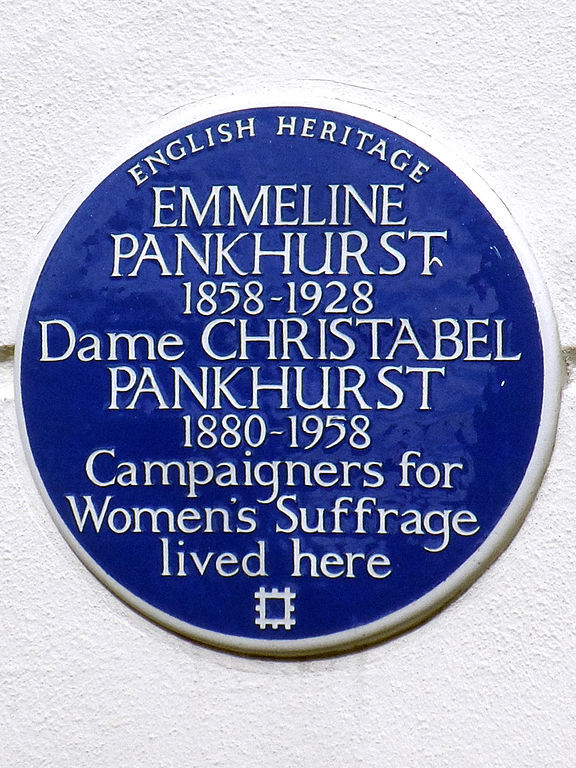 ENGLISH HERITAGE
EMMELINE
PANKHURST
1858-1928
Dame CHRISTABEL
PANKHURST
1880-1958
Campaigners for
Women's Suffrage
lived here